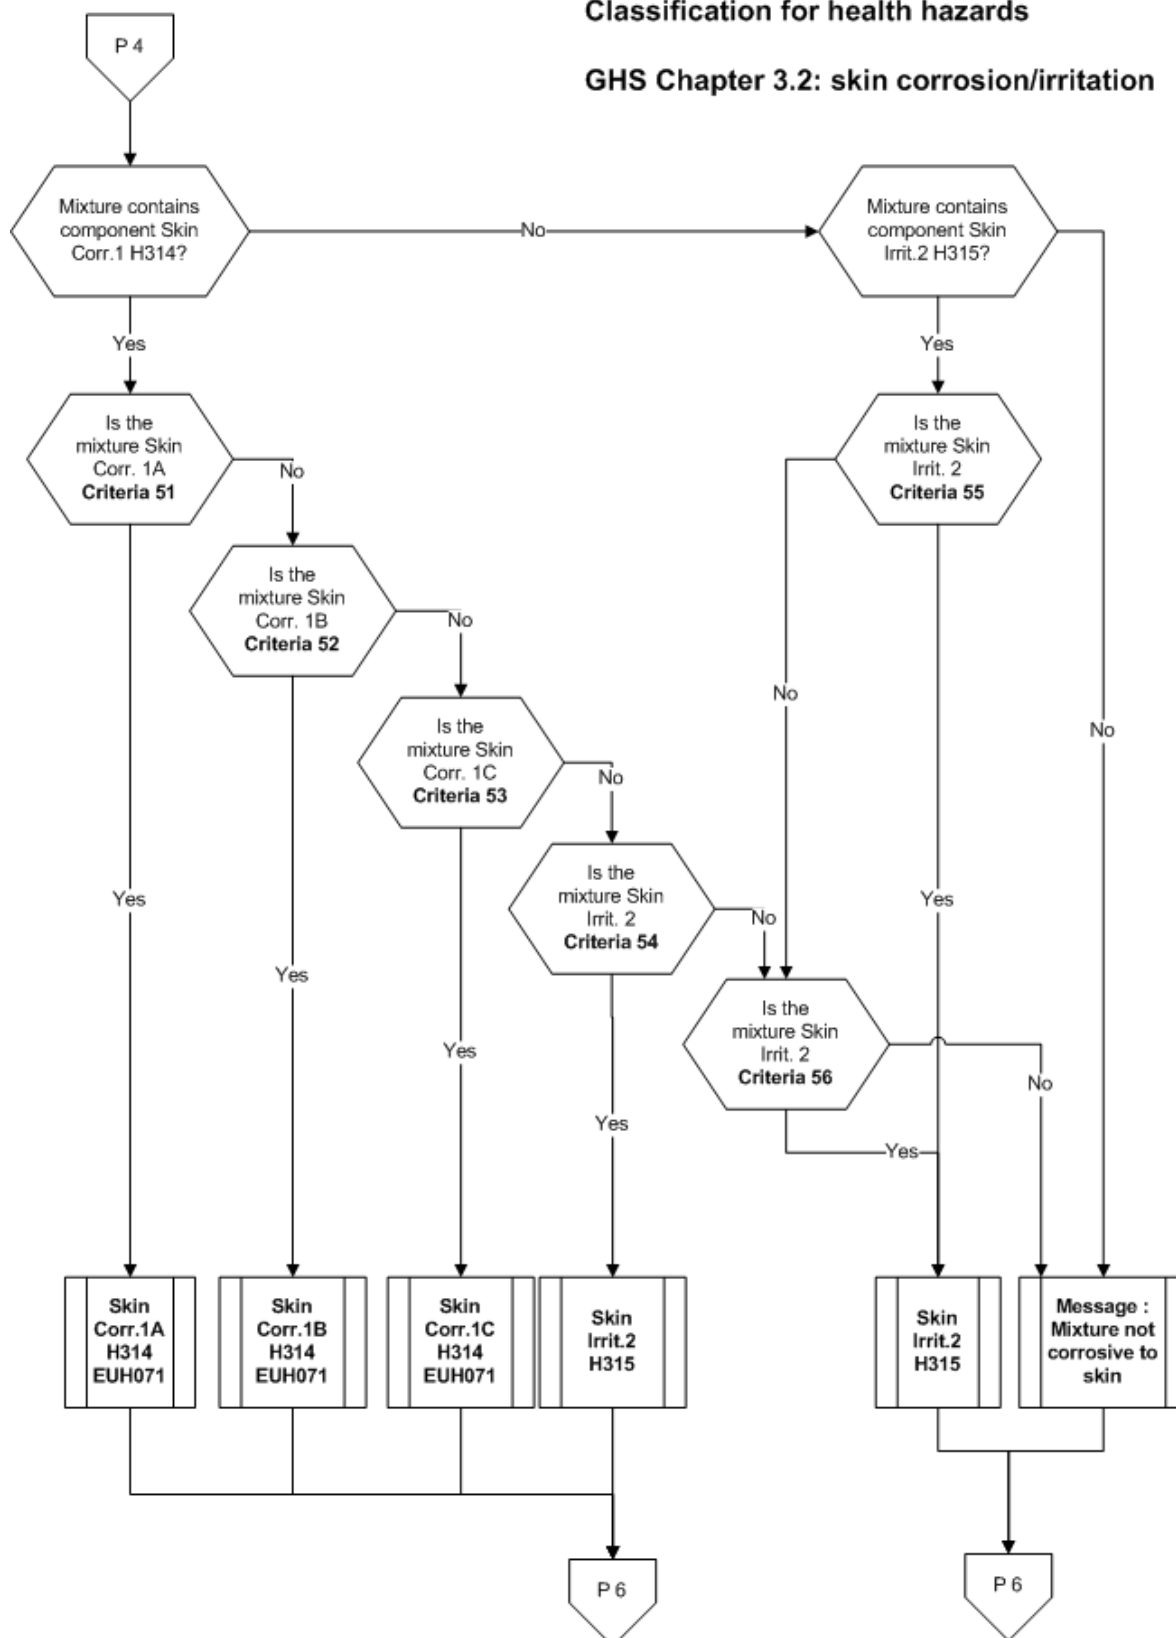 Classification for health hazards
GHS Chapter 3.2: skin corrosion/irritation
P 4
Mixture contains
component Skin
Corr.1 H314?
No
Mixture contains
component Skin
Irrit.2 H315?
Yes
Yes
Is the
mixture Skin
Corr. 1A
Criteria 51
No
Is the
mixture Skin
Irrit. 2
Criteria 55
Is the
mixture Skin
Corr. 1B
Criteria 52
No
No
No
Is the
mixture Skin
Corr. 1C
Criteria 53
No
Is the
mixture Skin
Irrit. 2
Criteria 54
No
Yes
Yes
Yes
Is the
mixture Skin
Irrit. 2
Criteria 56
No
Yes
Yes
Yes
Skin
Corr.1A
H314
EUH071
Skin
Corr.1B
H314
EUH071
Skin
Corr.1C
H314
EUH071
Skin
Irrit.2
H315
Skin
Irrit.2
H315
Message :
Mixture not
corrosive to
skin
P 6
P 6